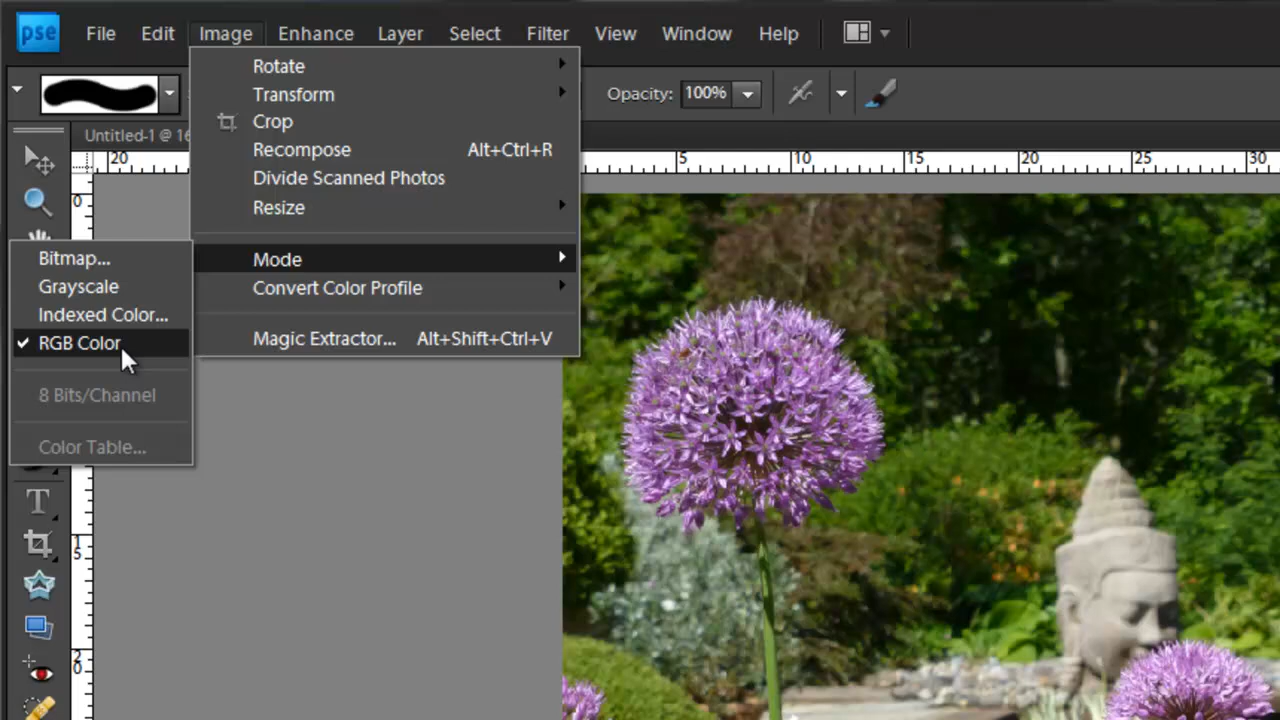 pse File Edit Image Enhance Layer Select Filter View Window Help
Opacity: 100%
Untitled-1 @ 16
20 5 10 15 20 25 30
0
15
20
Rotate
Transform
Crop
Recompose Alt+Ctrl+R
Divide Scanned Photos
Resize
Mode
Convert Color Profile
Magic Extractor... Alt+Shift+Ctrl+V
Bitmap...
Grayscale
Indexed Color...
RGB Color
8 Bits/Channel
Color Table...
T